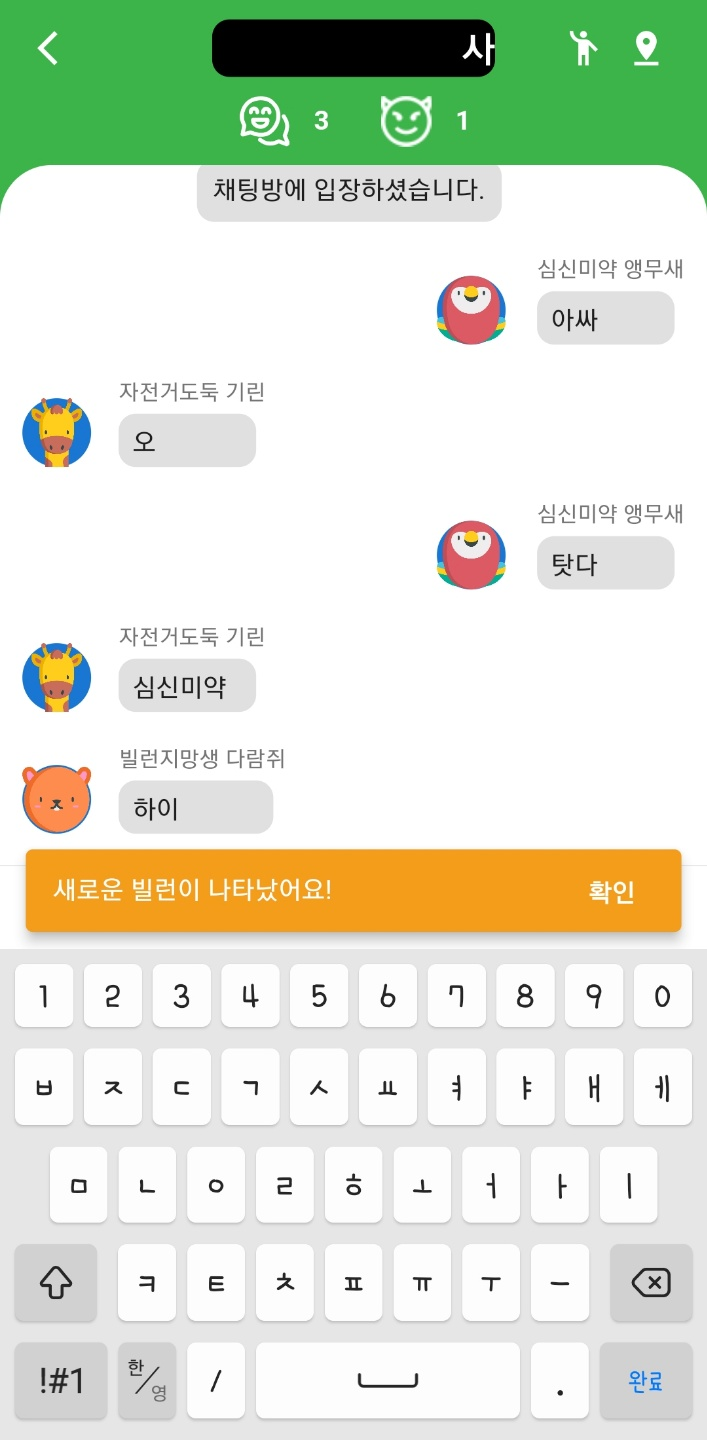 사
3 1
채팅방에 입장하셨습니다.
심신미약 앵무새
아싸
자전거도둑 기린
오
심신미약 앵무새
탓다
자전거도둑 기린
심신미약
빌런지망생 다람쥐
하이
새로운 빌런이 나타났어요! 확인
1 2 3 4 5 6 7 8 9 0
ㅂ ㅈ ㄷ ㄱ ㅅ ㅛ ㅕ ㅑ ㅐ ㅔ
ㅁ ㄴ ㅇ ㄹ ㅎ ㅗ ㅓ ㅏ ㅣ
ㅋ ㅌ ㅊ ㅍ ㅠ ㅜ ㅡ
!#1 한/영 / . 완료